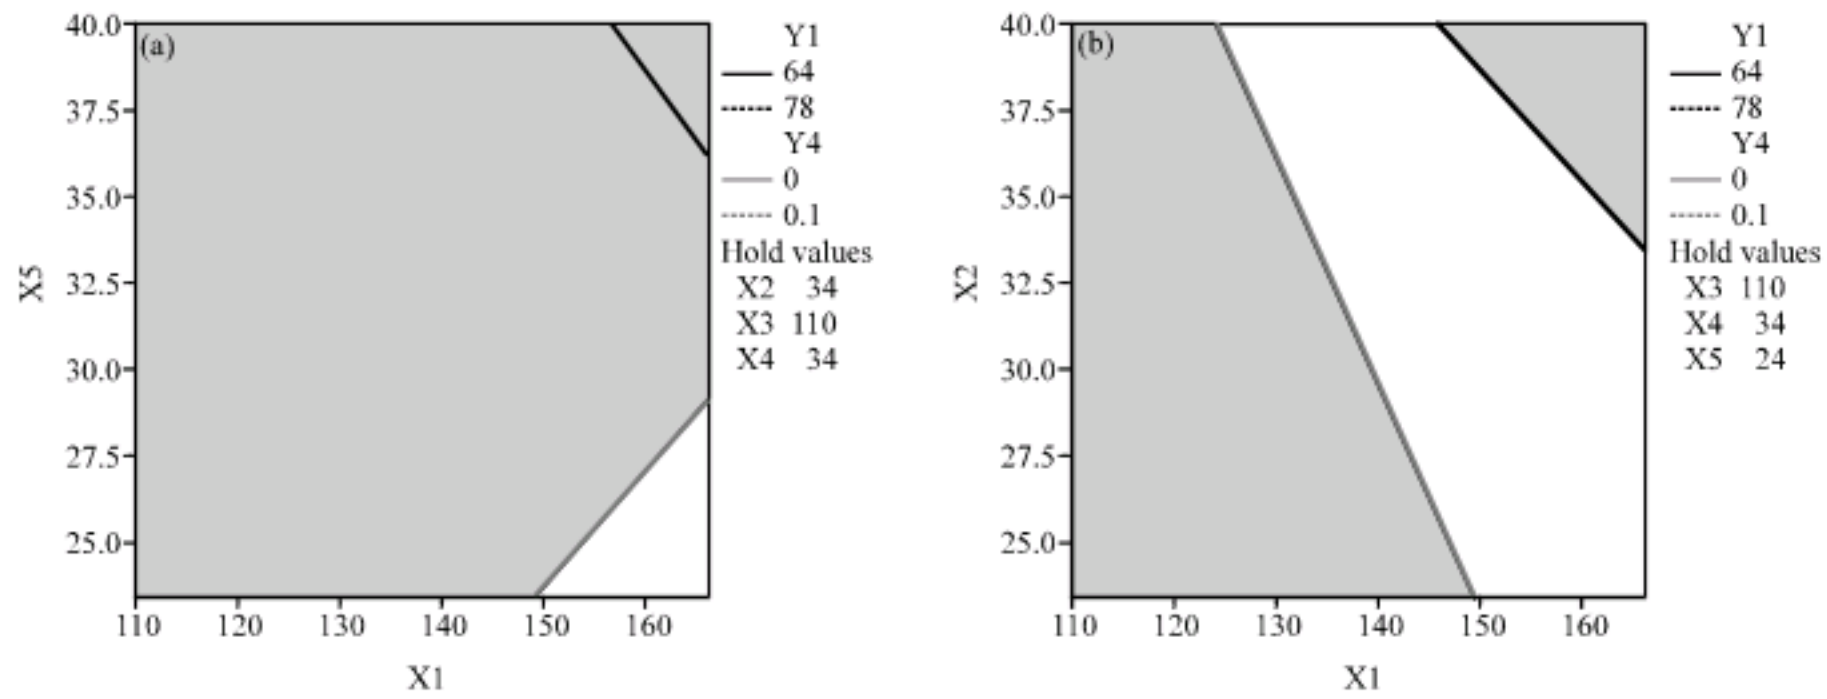 (a)
X5
40.0
37.5
35.0
32.5
30.0
27.5
25.0
110 120 130 140 150 160
X1
Y1
64
78
Y4
0
0.1
Hold values
X2 34
X3 110
X4 34
(b)
X2
40.0
37.5
35.0
32.5
30.0
27.5
25.0
110 120 130 140 150 160
X1
Y1
64
78
Y4
0
0.1
Hold values
X3 110
X4 34
X5 24